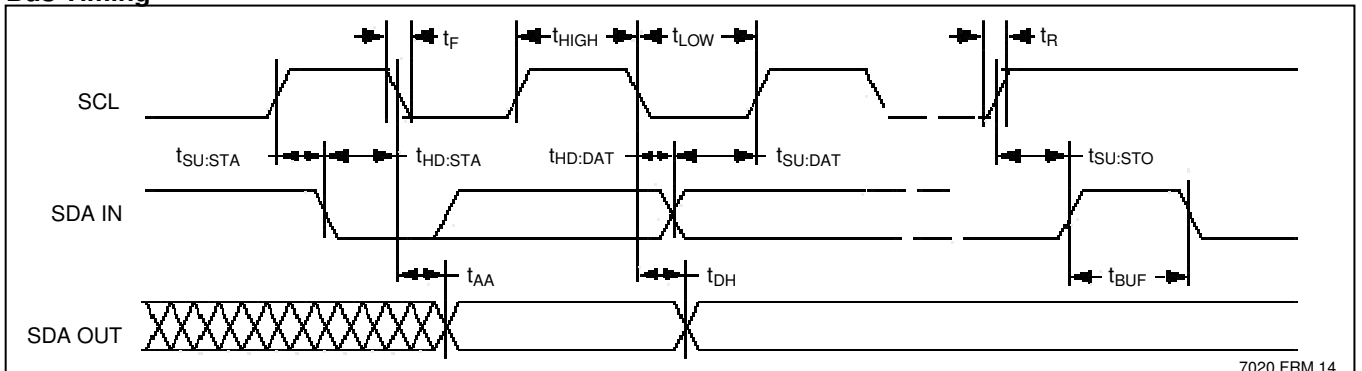 Bus Timing
tF
tHIGH
tLOW
tR
SCL
tSU:STA
tHD:STA
tHD:DAT
tSU:DAT
tSU:STO
SDA IN
tAA
tDH
tBUF
SDA OUT
7020 FRM 14